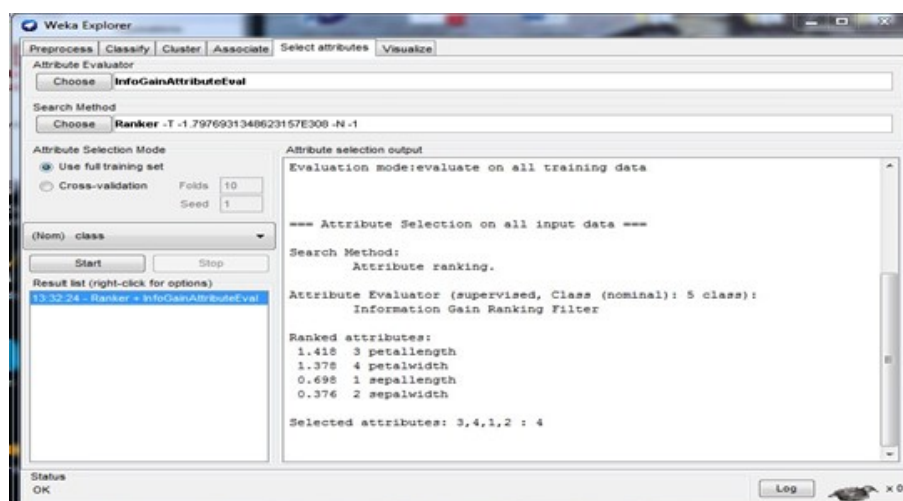 Weka Explorer
Preprocess Classify Cluster Associate Select attributes Visualize
Attribute Evaluator
Choose InfoGainAttributeEval
Search Method
Choose Ranker -T -1.7976931348623157E308 -N -1
Attribute Selection Mode
Use full training set
Cross-validation Folds 10
Seed 1
(Nom) class
Start Stop
Result list (right-click for options)
13:32:24 - Ranker + InfoGainAttributeEval
Attribute selection output
Evaluation mode:evaluate on all training data
=== Attribute Selection on all input data ===
Search Method:
Attribute ranking.
Attribute Evaluator (supervised, Class (nominal): 5 class):
Information Gain Ranking Filter
Ranked attributes:
1.418 3 petallength
1.378 4 petalwidth
0.698 1 sepallength
0.376 2 sepalwidth
Selected attributes: 3,4,1,2 : 4
Status
OK
Log
x 0